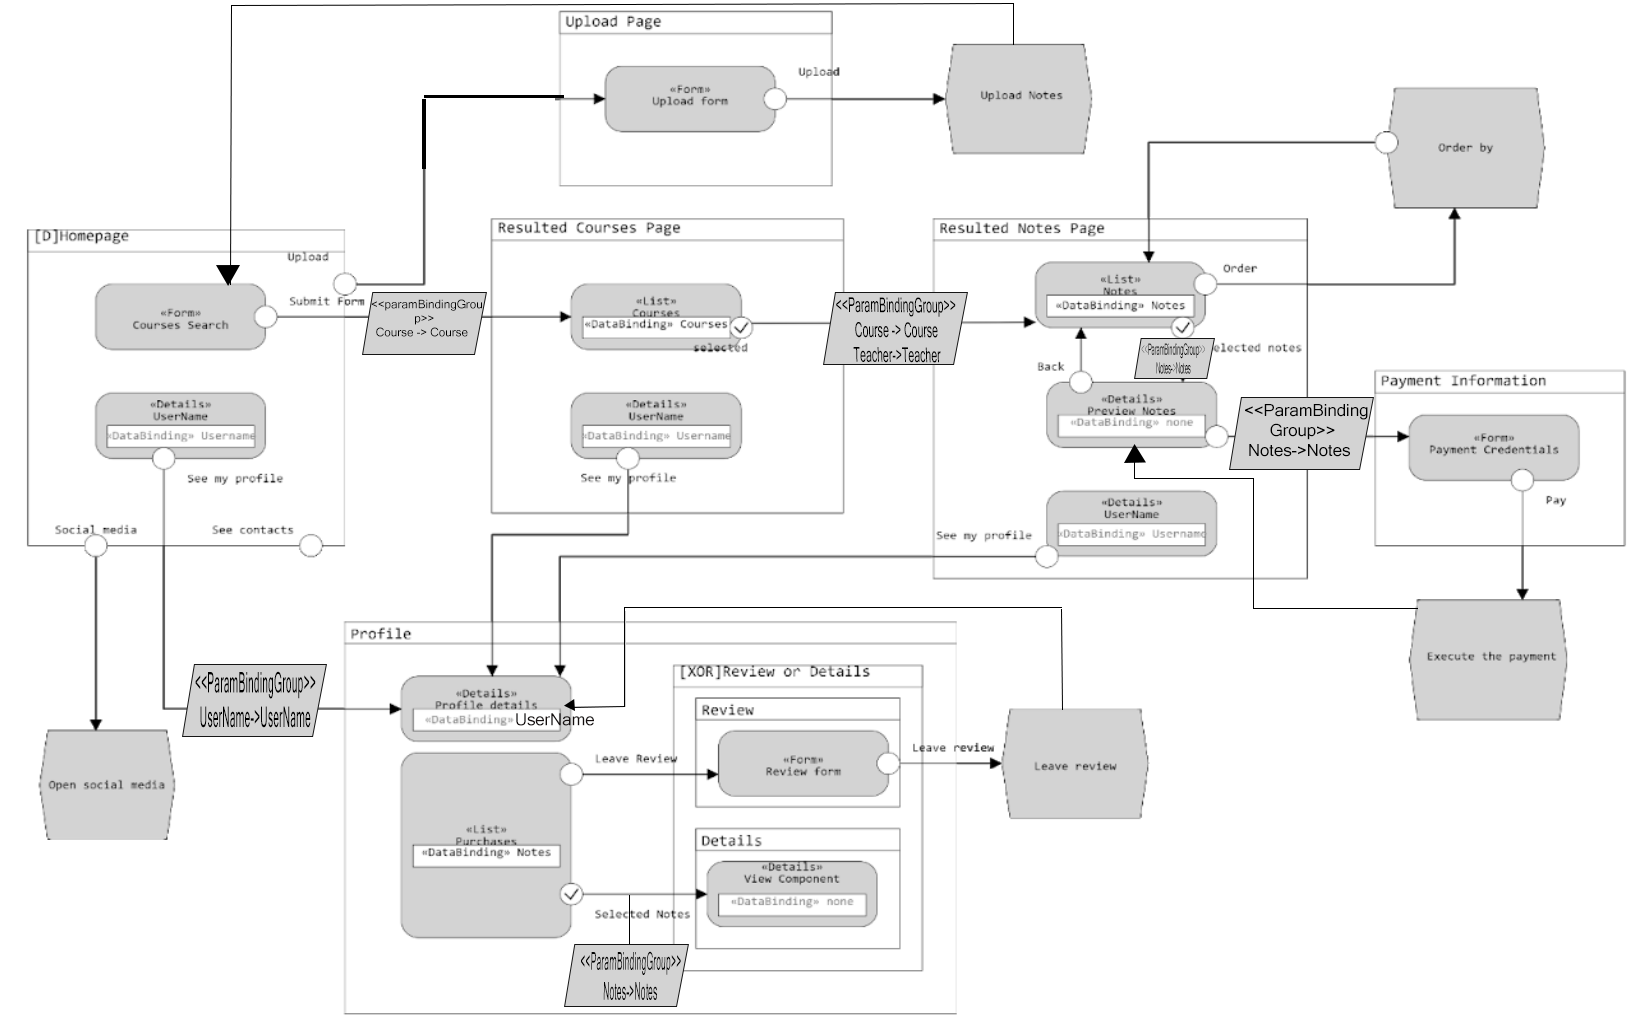 Upload Page
«Form»
Upload form
Upload
Upload Notes
Order by
[D]Homepage
Upload
Submit Form
«Form»
Courses Search
<<paramBindingGrou
p>>
Course -> Course
«Details»
UserName
«DataBinding» Username
See my profile
Social media
See contacts
Resulted Courses Page
«List»
Courses
«DataBinding» Courses
selected
«Details»
UserName
«DataBinding» Username
See my profile
<<ParamBindingGroup>>
Course -> Course
Teacher->Teacher
Resulted Notes Page
«List»
Notes
«DataBinding» Notes
Order
<<ParamBindingGroup>>
Notes->Notes
elected notes
Back
«Details»
Preview Notes
«DataBinding» none
<<ParamBinding
Group>>
Notes->Notes
«Details»
UserName
«DataBinding» Username
See my profile
Payment Information
«Form»
Payment Credentials
Pay
Execute the payment
<<ParamBindingGroup>>
UserName->UserName
Open social media
Profile
«Details»
Profile details
«DataBinding» UserName
«List»
Purchases
«DataBinding» Notes
Leave Review
Selected Notes
<<ParamBindingGroup>>
Notes->Notes
[XOR]Review or Details
Review
«Form»
Review form
Leave review
Leave review
Details
«Details»
View Component
«DataBinding» none